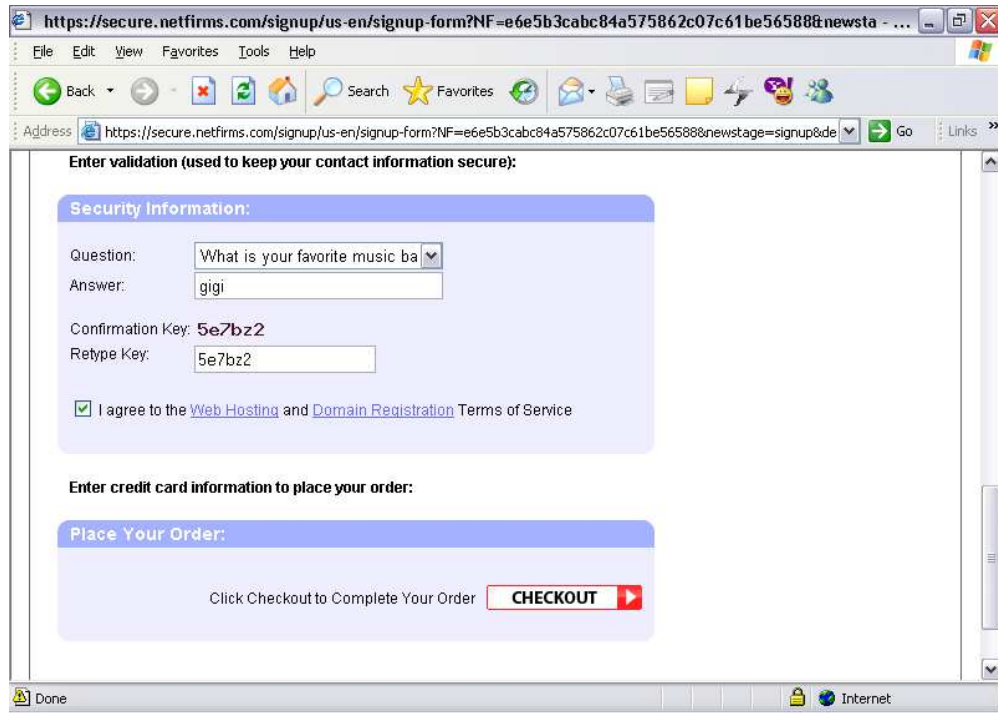 https://secure.netfirms.com/signup/us-en/signup-form?NF=e6e5b3cabc84a575862c07c61be56588&newsta - ...
File Edit View Favorites Tools Help
Back Search Favorites
Address https://secure.netfirms.com/signup/us-en/signup-form?NF=e6e5b3cabc84a575862c07c61be56588&newstage=signup&de Go Links »
Enter validation (used to keep your contact information secure):
Security Information:
Question: What is your favorite music ba
Answer: gigi
Confirmation Key: 5e7bz2
Retype Key: 5e7bz2
I agree to the Web Hosting and Domain Registration Terms of Service
Enter credit card information to place your order:
Place Your Order:
Click Checkout to Complete Your Order CHECKOUT
Done Internet